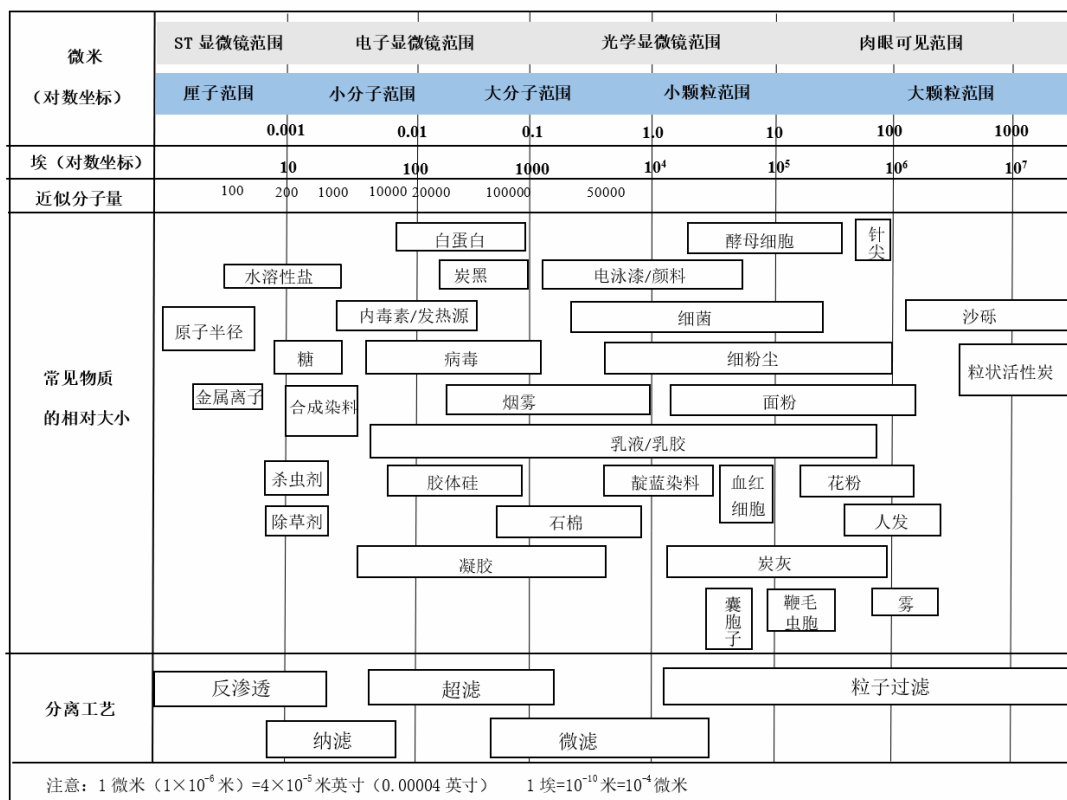 ST 显微镜范围 电子显微镜范围 光学显微镜范围 肉眼可见范围
微米
（对数坐标）
厘子范围 小分子范围 大分子范围 小颗粒范围 大颗粒范围
0.001 0.01 0.1 1.0 10 100 1000
埃（对数坐标） 10 100 1000 10⁴ 10⁵ 10⁶ 10⁷
近似分子量 100 200 1000 10000 20000 100000 50000
常见物质
的相对大小
白蛋白 酵母细胞 针
尖
水溶性盐 炭黑 电泳漆/颜料
原子半径 内毒素/发热源 细菌 沙砾
糖 病毒 细粉尘 粒状活性炭
金属离子 合成染料 烟雾 面粉
乳液/乳胶
杀虫剂 胶体硅 靛蓝染料 血红
细胞 花粉
除草剂 石棉 人发
凝胶 炭灰
囊
胞
子
鞭毛
虫胞
雾
分离工艺
反渗透 超滤 粒子过滤
纳滤 微滤
注意：1 微米（1×10⁻⁶ 米）=4×10⁻⁵米英寸（0.00004 英寸） 1 埃=10⁻¹⁰米=10⁻⁴微米